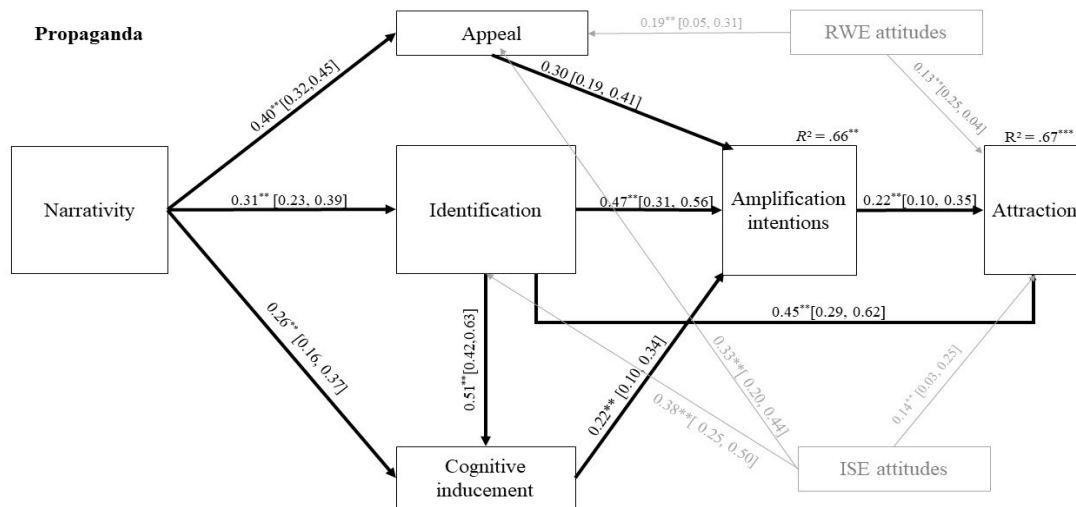 Propaganda
Appeal
0.19** [0.05, 0.31]
RWE attitudes
0.40**[0.32,0.45]
0.30 [0.19, 0.41]
0.13**[0.25,0.04]
R² = .66**
R² = .67***
Narrativity
0.31** [0.23, 0.39]
Identification
0.47**[0.31, 0.56]
Amplification
intentions
0.22**[0.10, 0.35]
Attraction
0.26** [0.16, 0.37]
0.51**[0.42,0.63]
0.45**[0.29, 0.62]
0.22** [0.10, 0.34]
0.33**[ 0.20, 0.44]
0.38**[ 0.25, 0.50]
0.14** [0.03, 0.25]
Cognitive
inducement
ISE attitudes